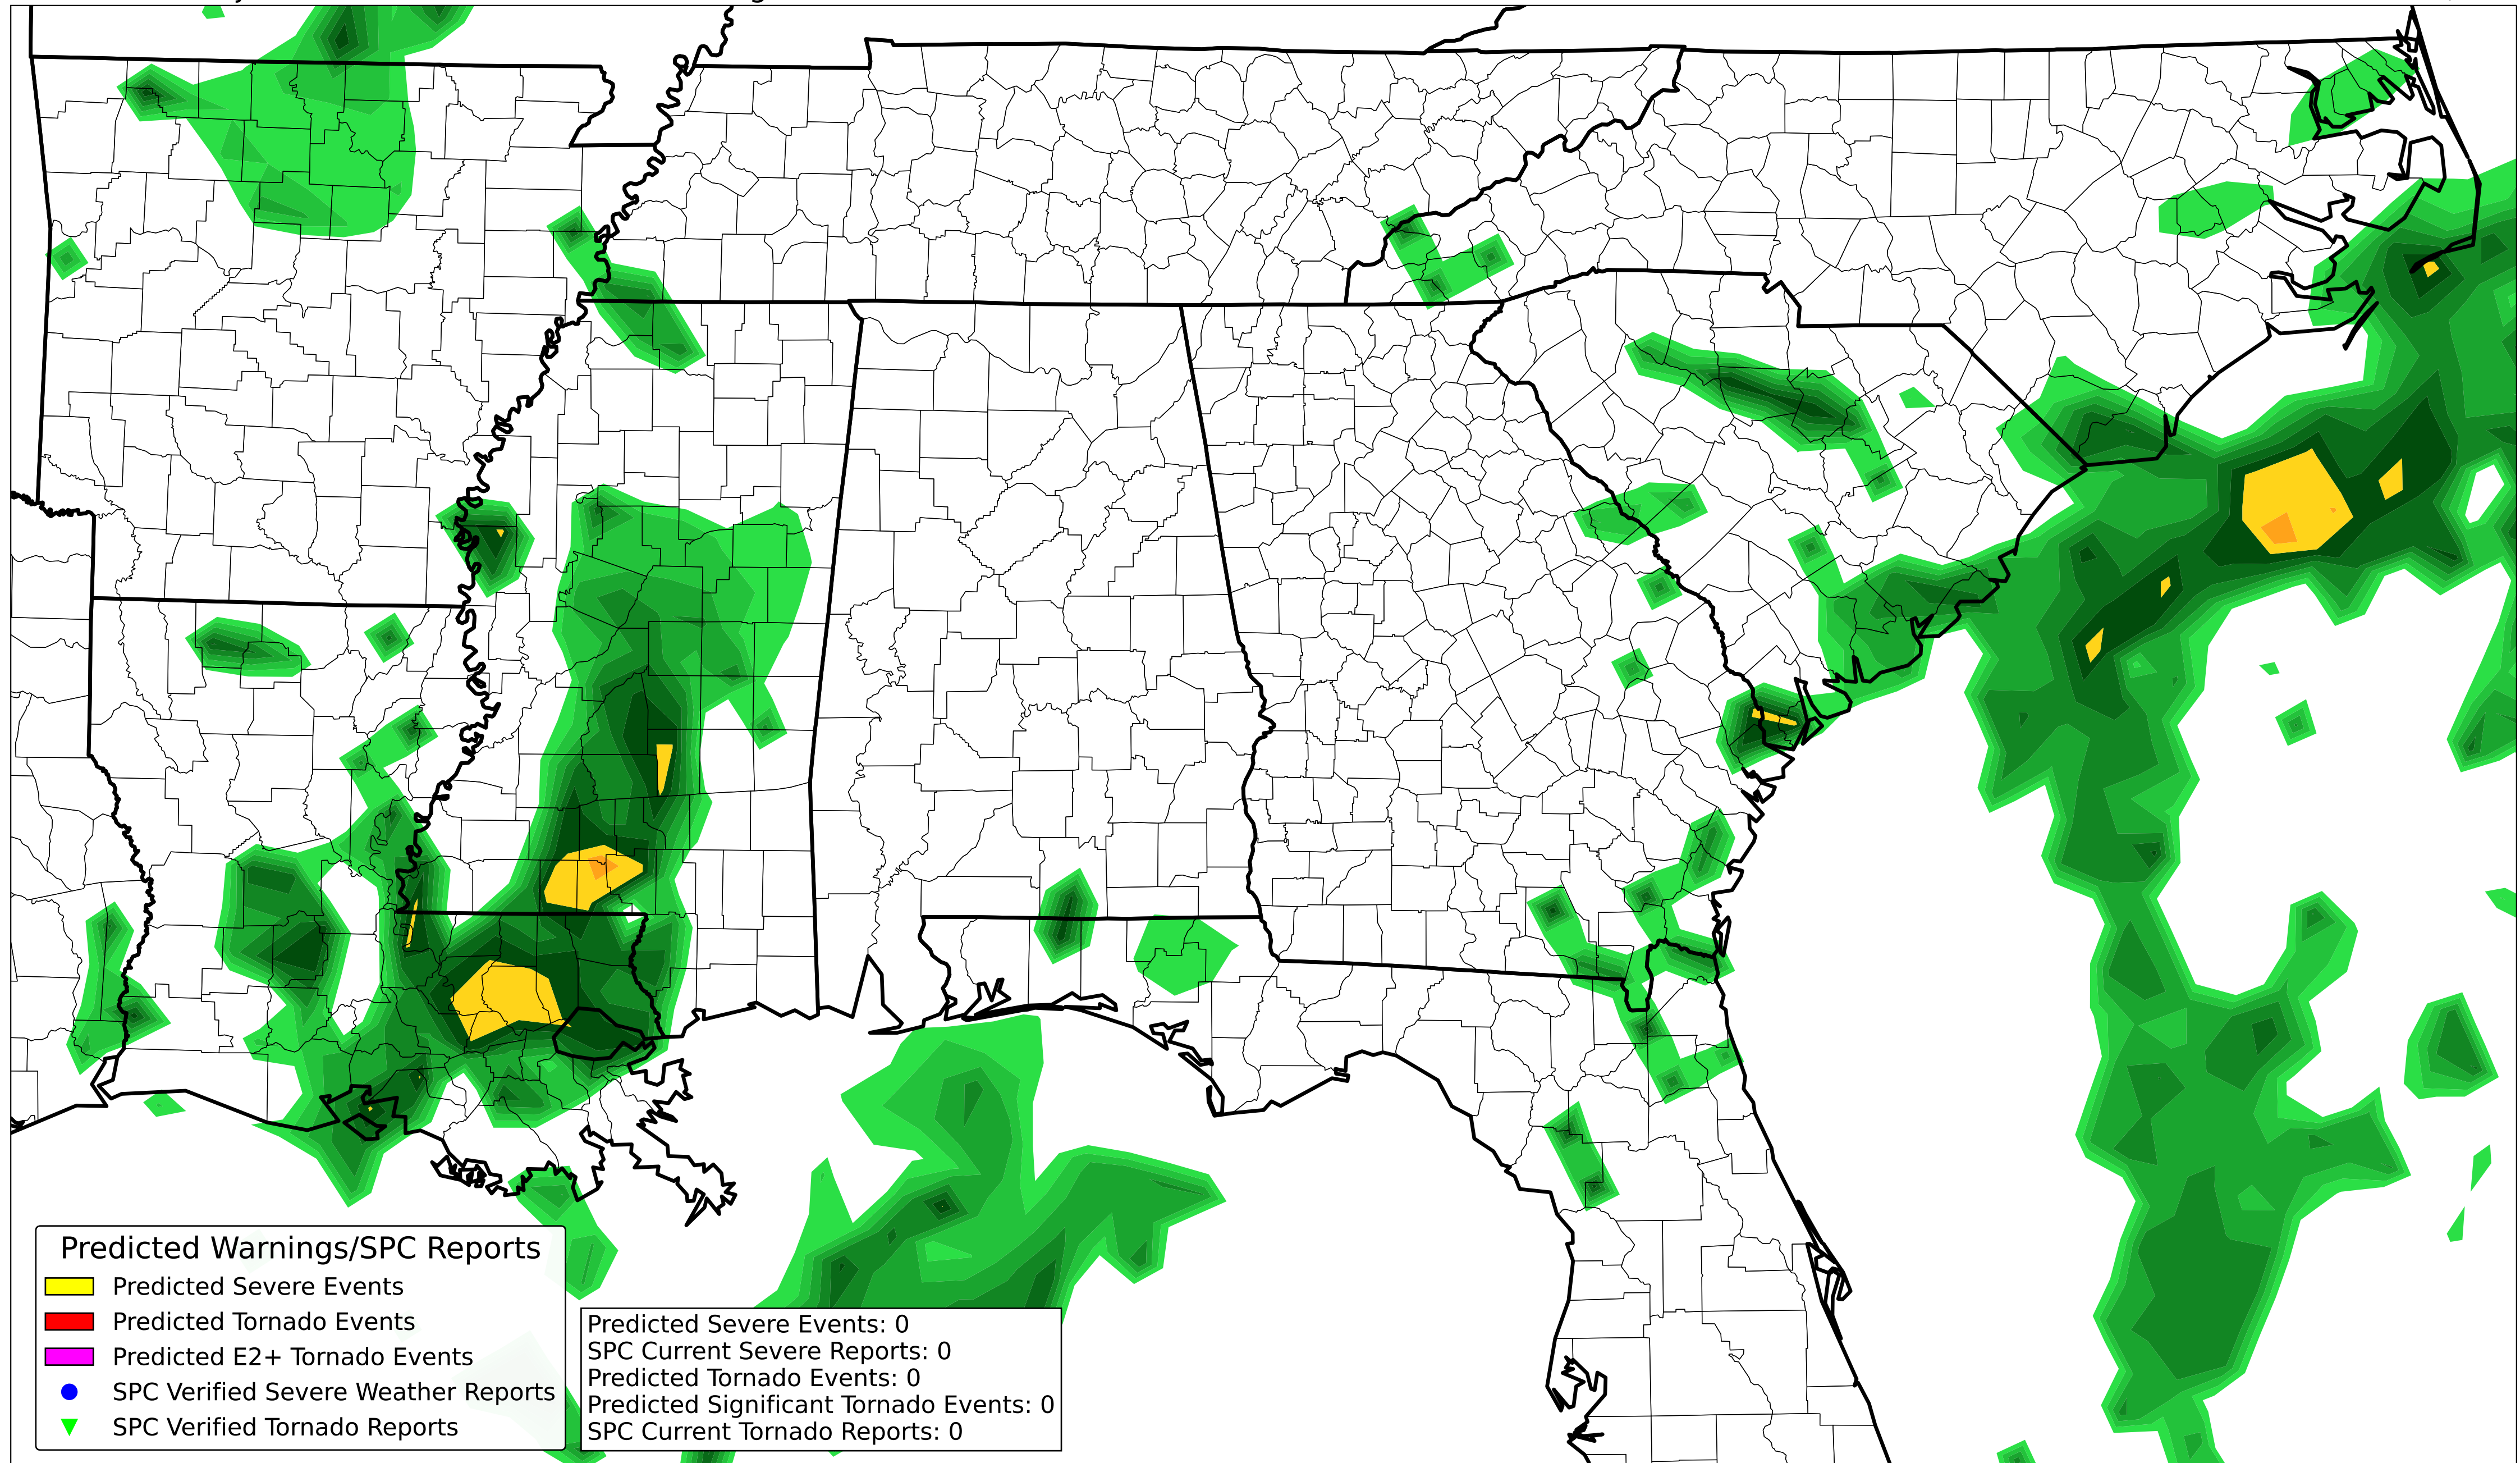 Predicted Warnings/SPC Reports
Predicted Severe Events
Predicted Tornado Events
Predicted E2+ Tornado Events
SPC Verified Severe Weather Reports
SPC Verified Tornado Reports
Predicted Severe Events: 0
SPC Current Severe Reports: 0
Predicted Tornado Events: 0
Predicted Significant Tornado Events: 0
SPC Current Tornado Reports: 0